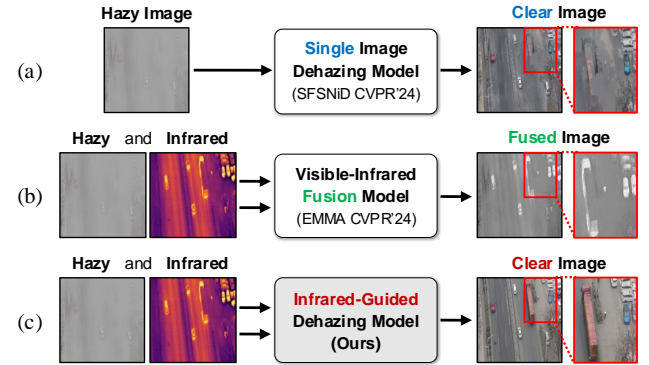 Hazy Image
Clear Image
(a)
Single Image
Dehazing Model
(SFSNiD CVPR'24)
Hazy and Infrared
Fused Image
(b)
Visible-Infrared
Fusion Model
(EMMA CVPR'24)
Hazy and Infrared
Clear Image
(c)
Infrared-Guided
Dehazing Model
(Ours)